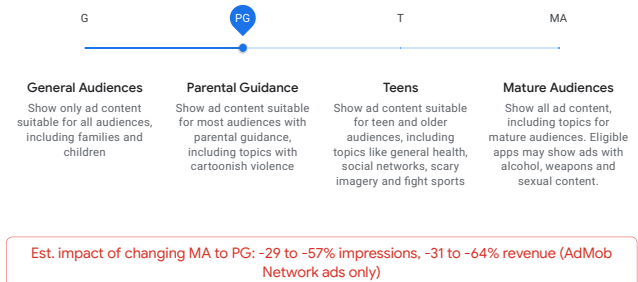 G
PG
T
MA
General Audiences
Show only ad content
suitable for all audiences,
including families and
children
Parental Guidance
Show ad content suitable
for most audiences with
parental guidance,
including topics with
cartoonish violence
Teens
Show ad content suitable
for teen and older
audiences, including
topics like general health,
social networks, scary
imagery and fight sports
Mature Audiences
Show all ad content,
including topics for
mature audiences. Eligible
apps may show ads with
alcohol, weapons and
sexual content.
Est. impact of changing MA to PG: -29 to -57% impressions, -31 to -64% revenue (AdMob
Network ads only)